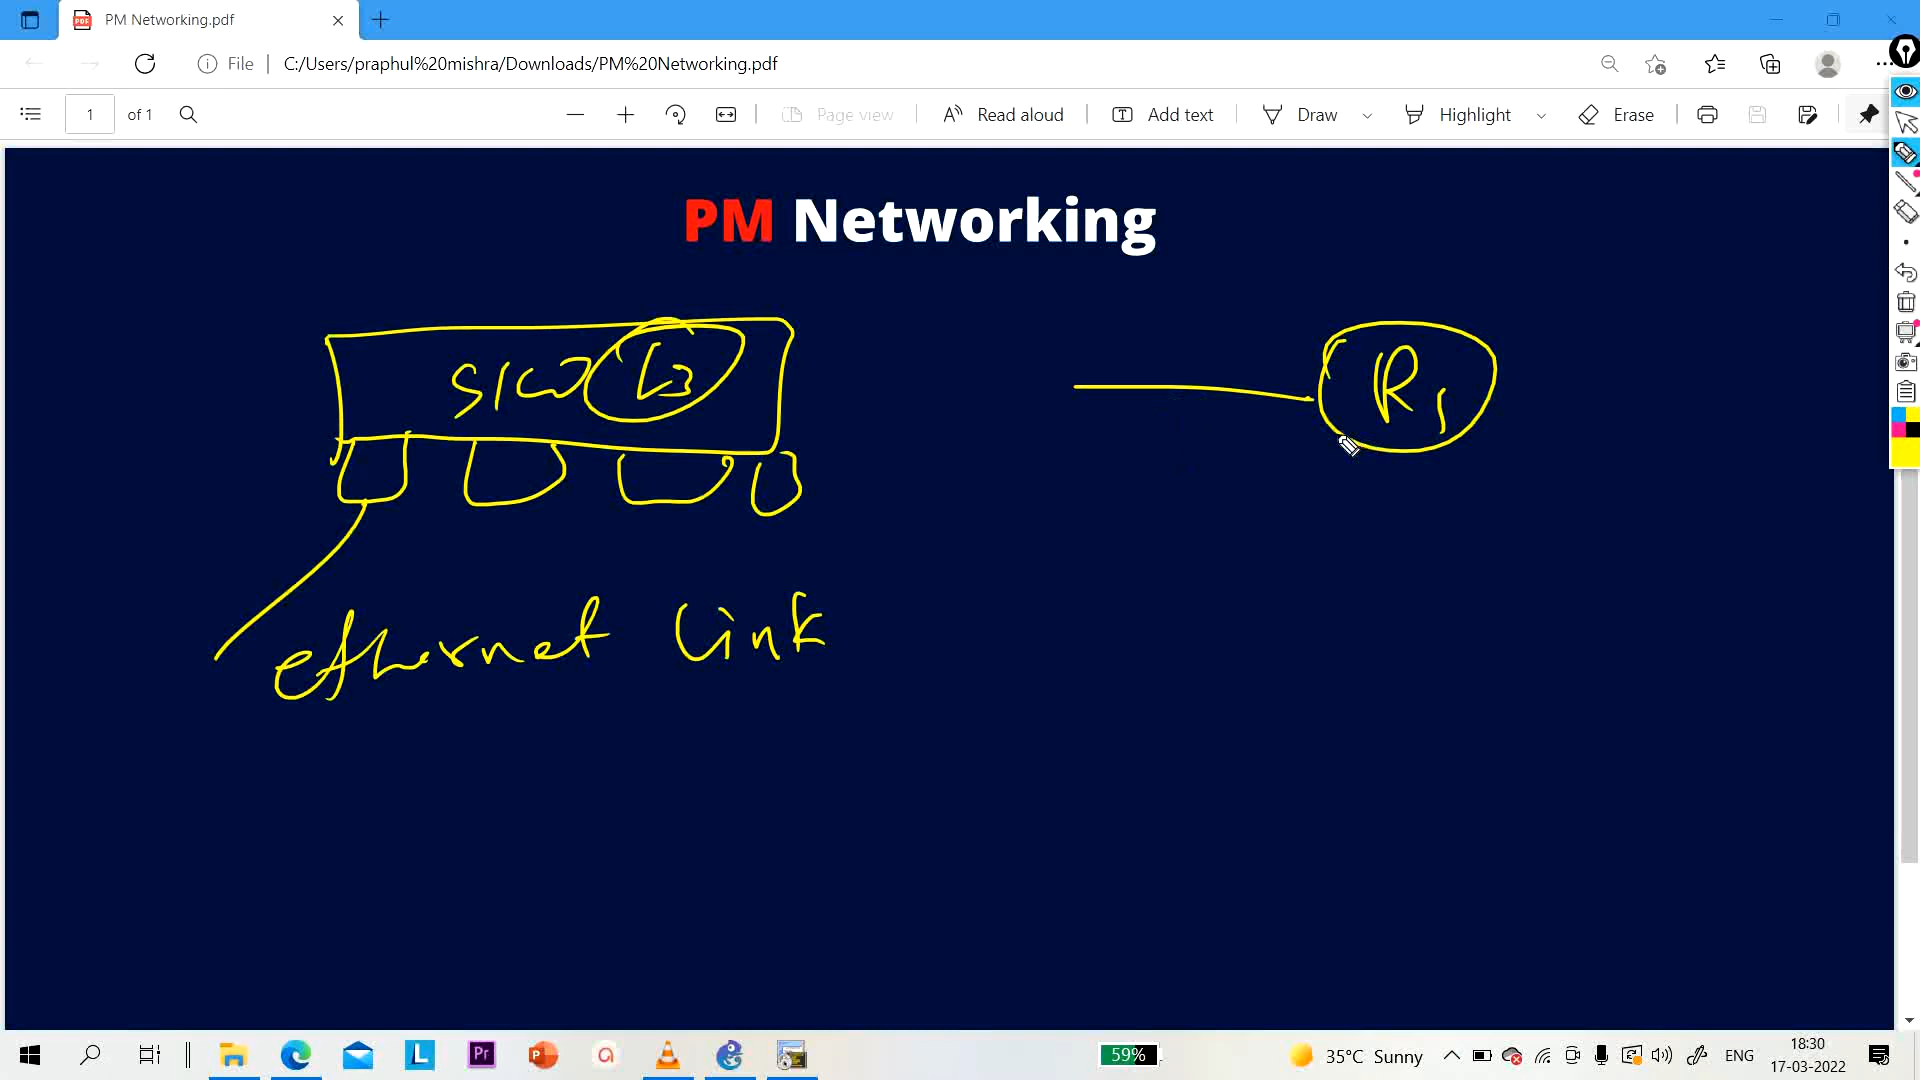 PM Networking.pdf
File | C:/Users/praphul%20mishra/Downloads/PM%20Networking.pdf
1 of 1 Page view Read aloud Add text Draw Highlight Erase
PM Networking
S/W L3
R1
ethernet link
59% 35°C Sunny ENG 18:30
17-03-2022